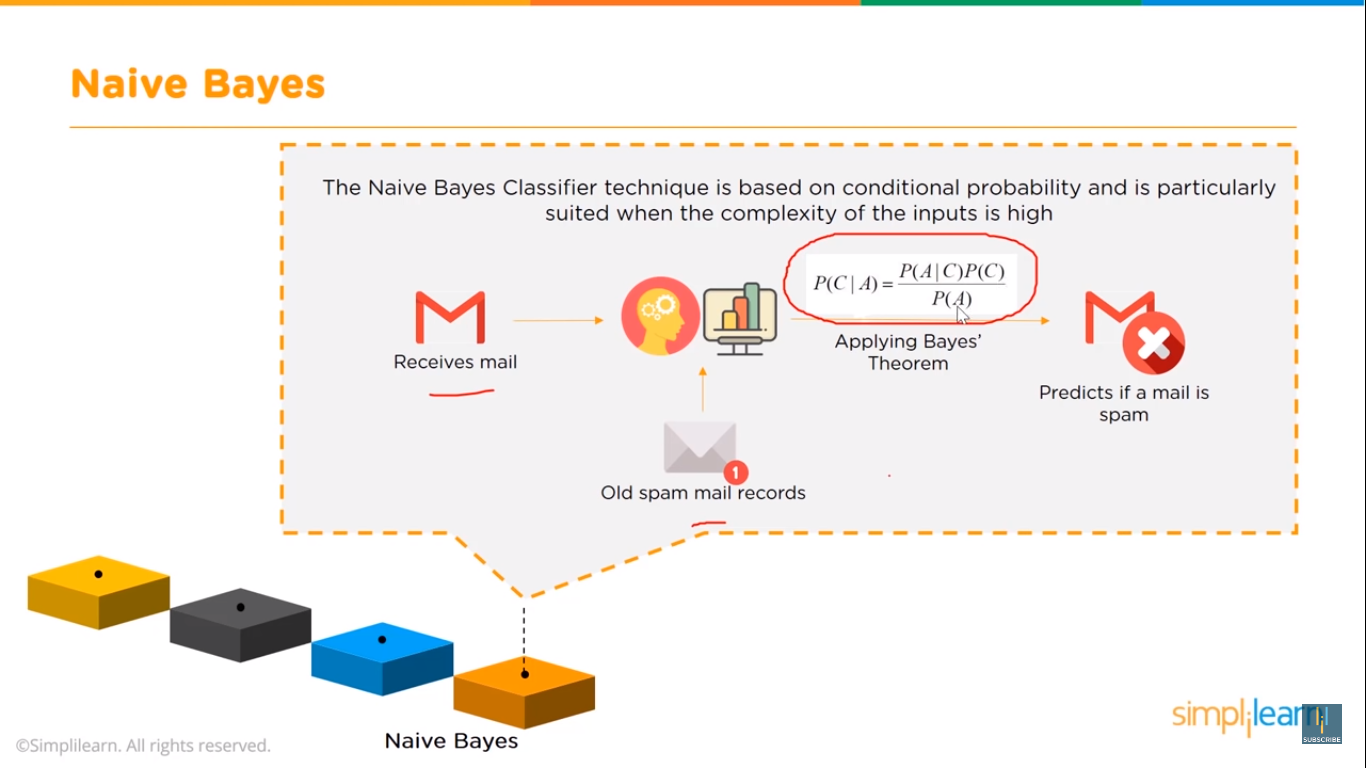 Naive Bayes
The Naive Bayes Classifier technique is based on conditional probability and is particularly
suited when the complexity of the inputs is high
P(C | A) = P(A | C)P(C) / P(A)
Receives mail
Applying Bayes’
Theorem
Predicts if a mail is
spam
1
Old spam mail records
Naive Bayes
©Simplilearn. All rights reserved.
simplilearn
SUBSCRIBE